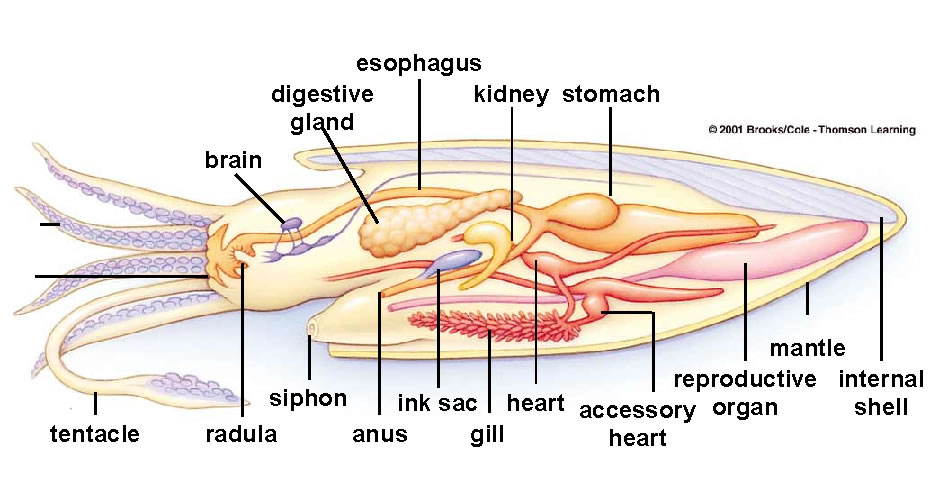 esophagus
digestive
gland
kidney
stomach
© 2001 Brooks/Cole - Thomson Learning
brain
mantle
reproductive
organ
internal
shell
siphon
ink sac
heart
accessory
heart
tentacle
radula
anus
gill